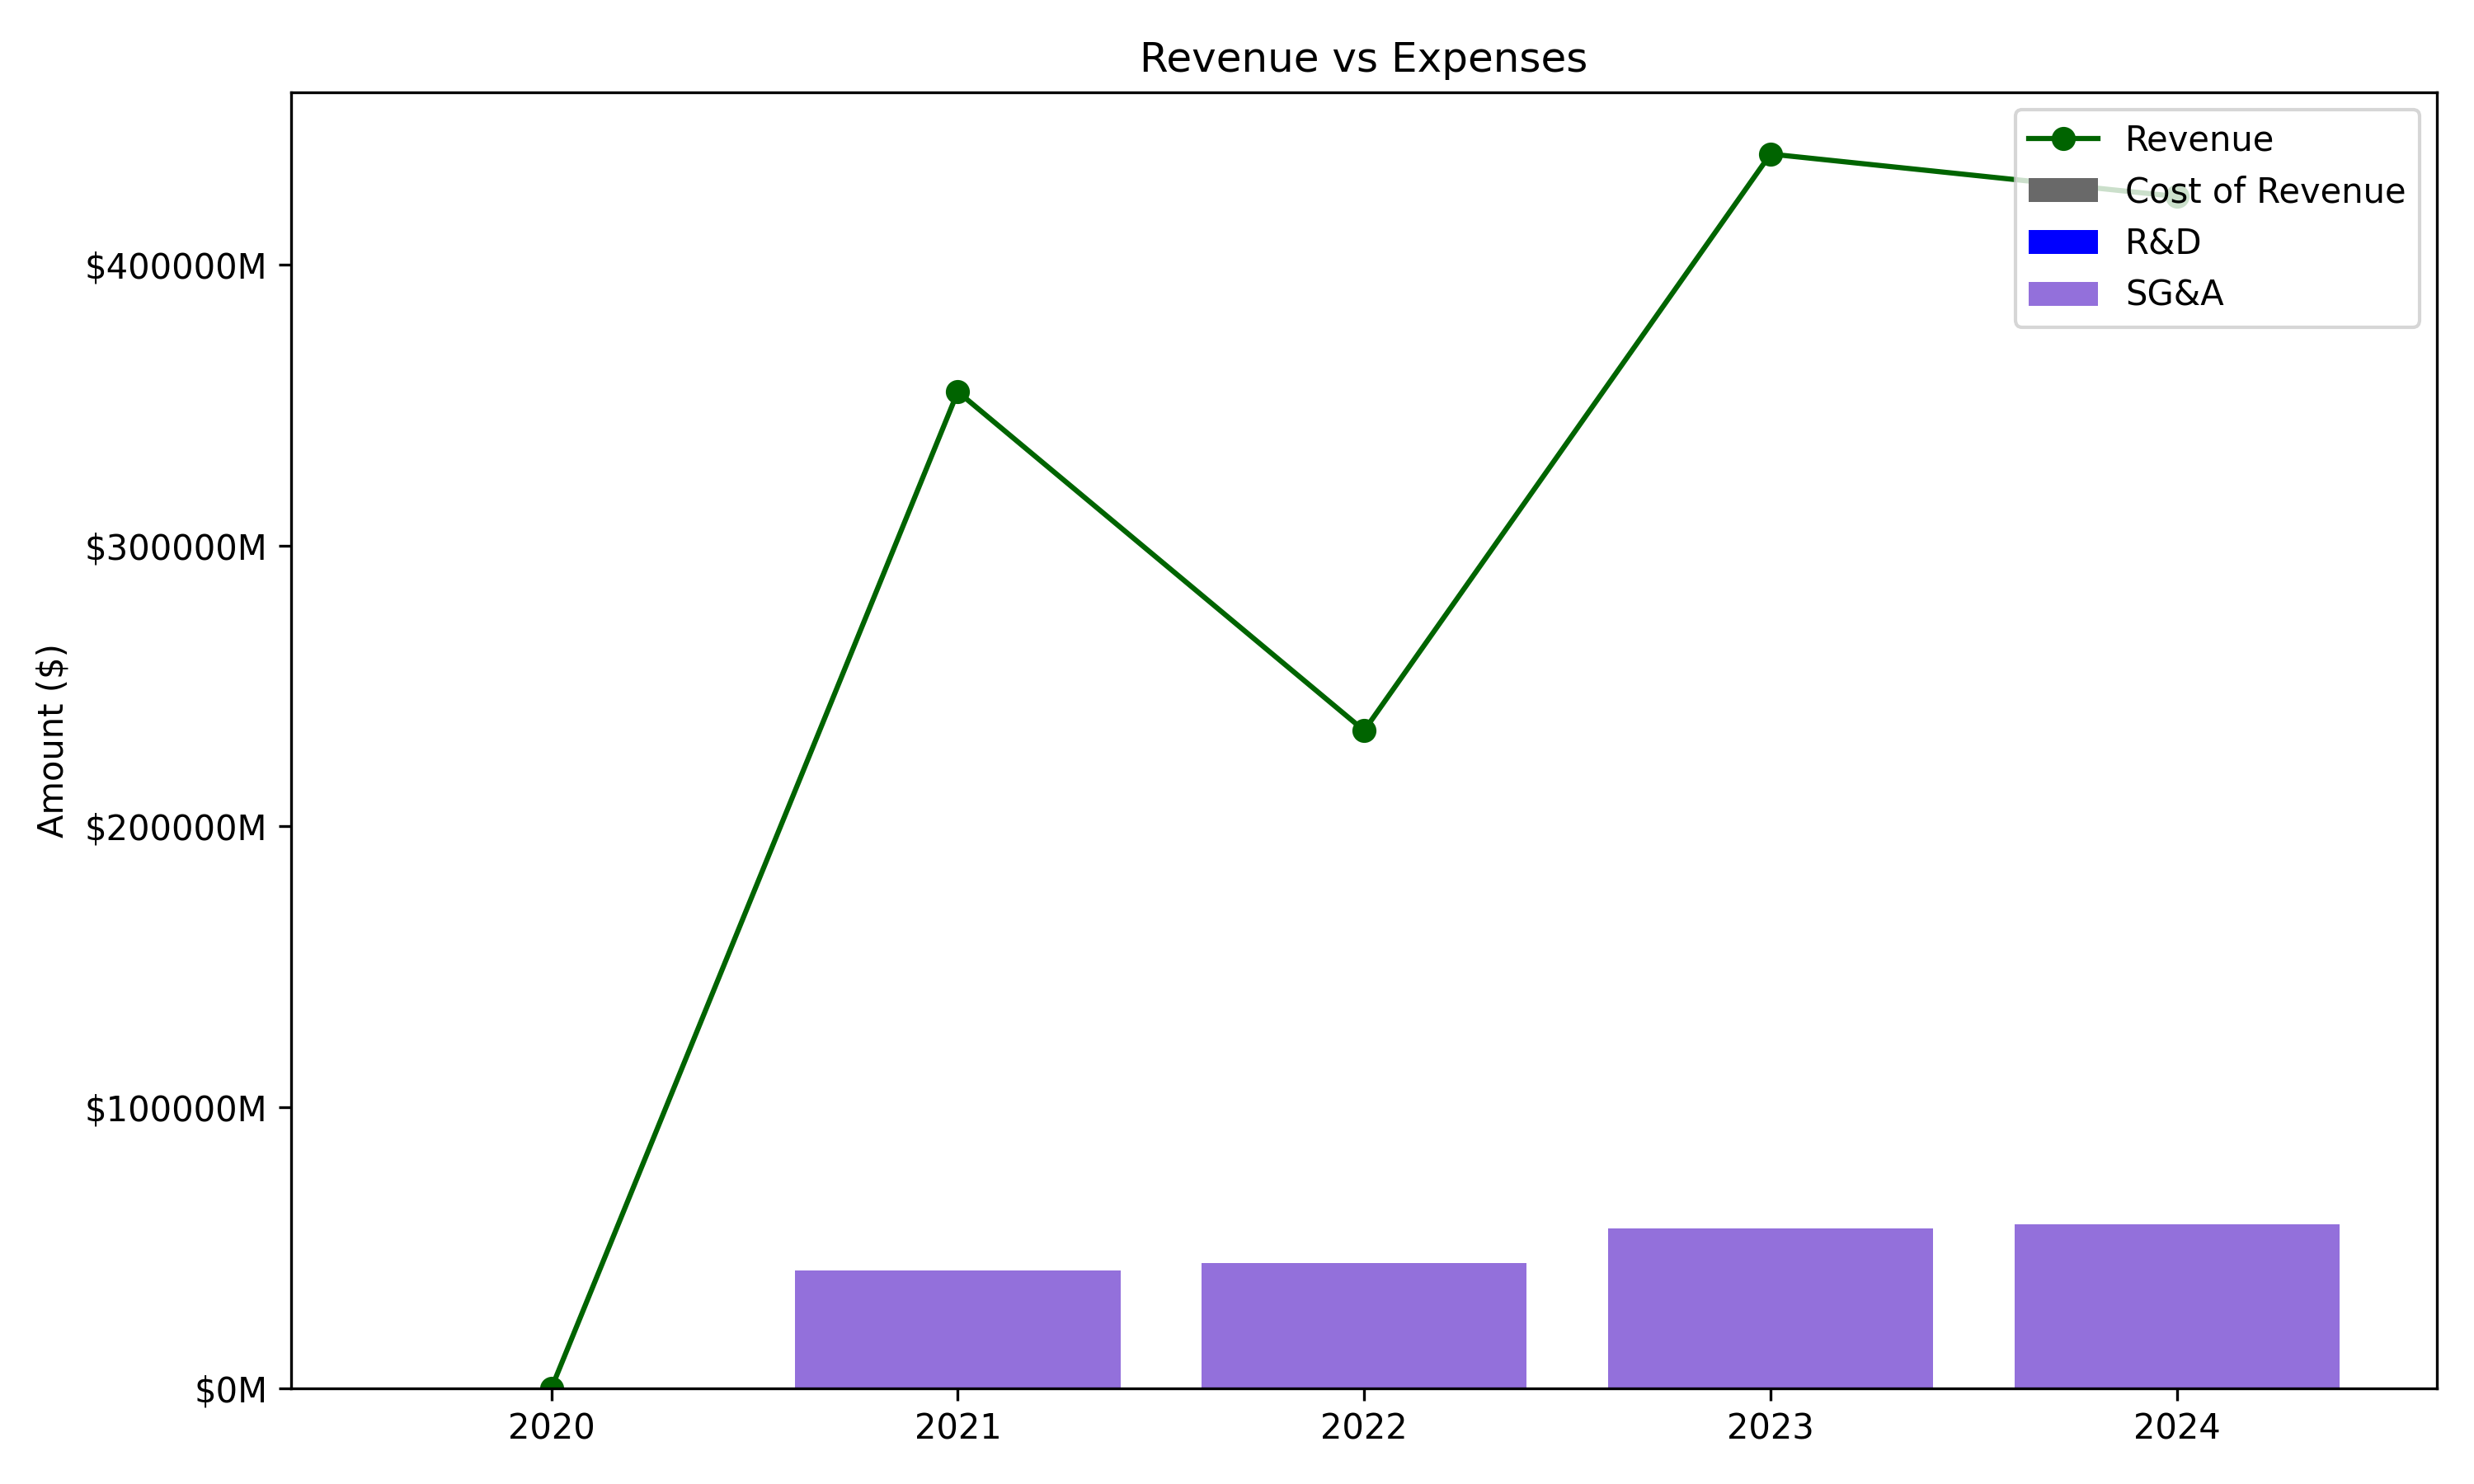 Revenue vs Expenses
Revenue
Cost of Revenue
R&D
SG&A
Amount ($)
$400000M
$300000M
$200000M
$100000M
$0M
2020 2021 2022 2023 2024